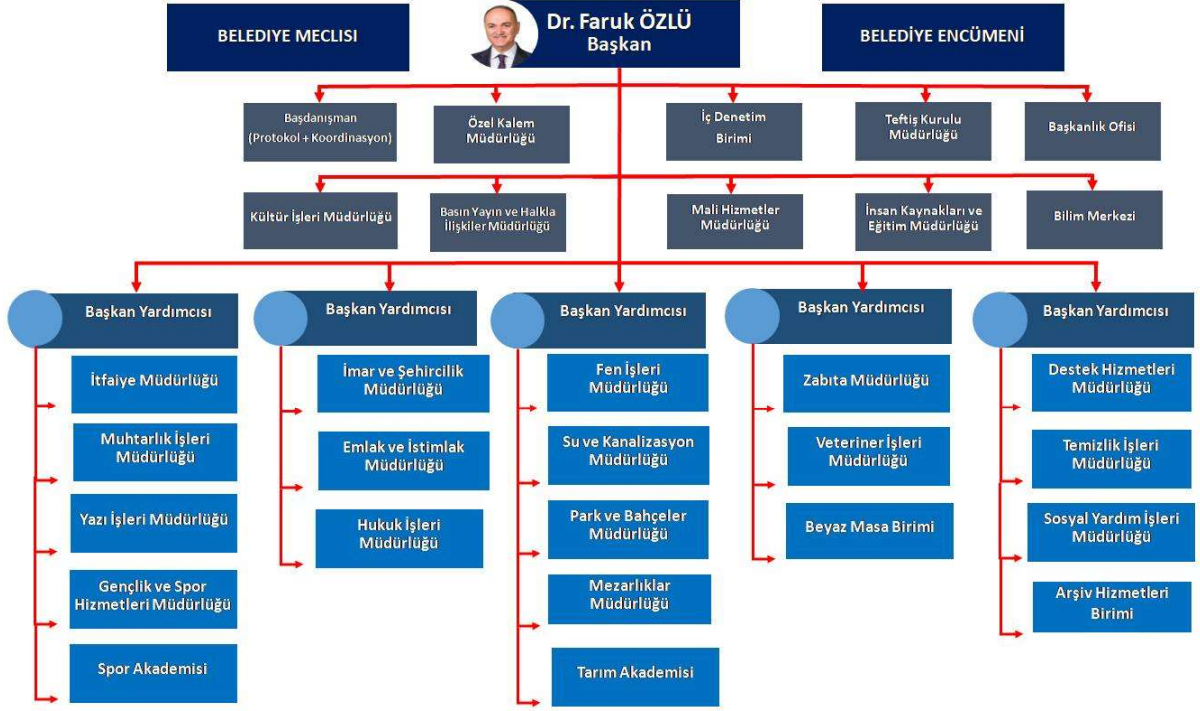 BELEDIYE MECLISI
Dr. Faruk ÖZLÜ
Başkan
BELEDİYE ENCÜMENİ
Başdanışman
(Protokol + Koordinasyon)
Özel Kalem
Müdürlüğü
İç Denetim
Birimi
Teftiş Kurulu
Müdürlüğü
Başkanlık Ofisi
Kültür İşleri Müdürlüğü
Basın Yayın ve Halkla
İlişkiler Müdürlüğü
Mali Hizmetler
Müdürlüğü
İnsan Kaynakları ve
Eğitim Müdürlüğü
Bilim Merkezi
Başkan Yardımcısı
İtfaiye Müdürlüğü
Muhtarlık İşleri
Müdürlüğü
Yazı İşleri Müdürlüğü
Gençlik ve Spor
Hizmetleri Müdürlüğü
Spor Akademisi
Başkan Yardımcısı
İmar ve Şehircilik
Müdürlüğü
Emlak ve İstimlak
Müdürlüğü
Hukuk İşleri
Müdürlüğü
Başkan Yardımcısı
Fen İşleri
Müdürlüğü
Su ve Kanalizasyon
Müdürlüğü
Park ve Bahçeler
Müdürlüğü
Mezarlıklar
Müdürlüğü
Tarım Akademisi
Başkan Yardımcısı
Zabıta Müdürlüğü
Veteriner İşleri
Müdürlüğü
Beyaz Masa Birimi
Başkan Yardımcısı
Destek Hizmetleri
Müdürlüğü
Temizlik İşleri
Müdürlüğü
Sosyal Yardım İşleri
Müdürlüğü
Arşiv Hizmetleri
Birimi